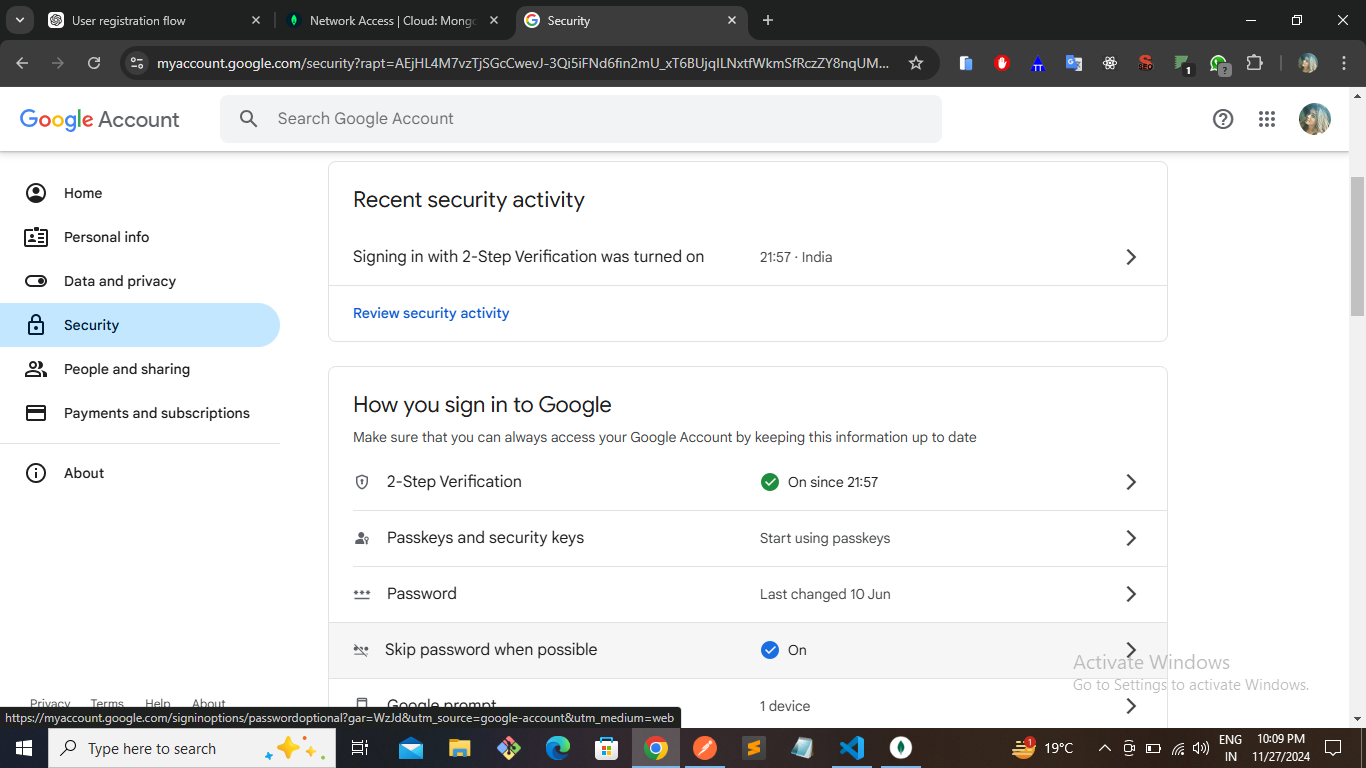 User registration flow
Network Access | Cloud: Mong
Security
myaccount.google.com/security?rapt=AEjHL4M7vzTjSGcCwevJ-3Qi5iFNd6fin2mU_xT6BUjqILNxtfWkmSfRczZY8nqUM...
Google Account
Search Google Account
Home
Personal info
Data and privacy
Security
People and sharing
Payments and subscriptions
About
Recent security activity
Signing in with 2-Step Verification was turned on 21:57 · India
Review security activity
How you sign in to Google
Make sure that you can always access your Google Account by keeping this information up to date
2-Step Verification On since 21:57
Passkeys and security keys Start using passkeys
Password Last changed 10 Jun
Skip password when possible On
Google prompt 1 device
Activate Windows
Go to Settings to activate Windows.
Privacy Terms Help About
https://myaccount.google.com/signinoptions/passwordoptional?gar=WzJd&utm_source=google-account&utm_medium=web
Type here to search
19°C
ENG
IN
10:09 PM
11/27/2024